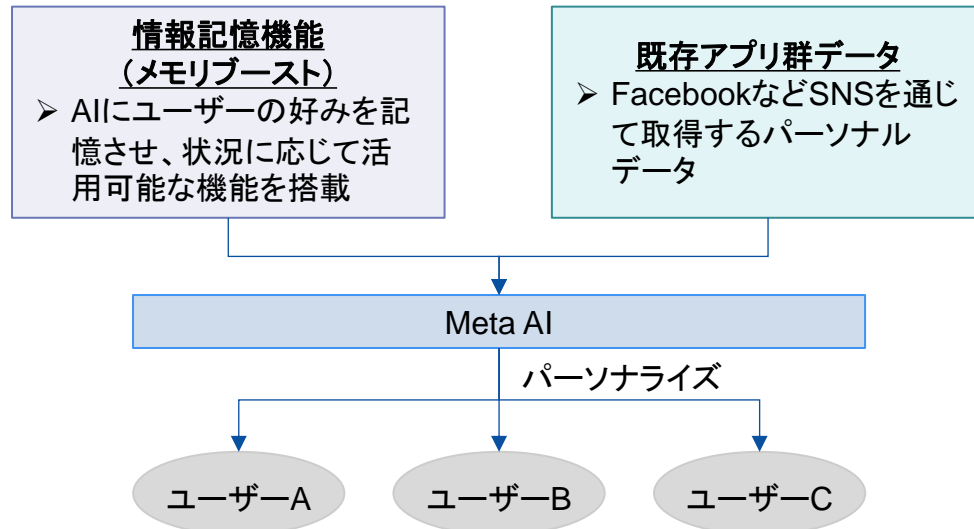 情報記憶機能
（メモリブースト）
➢ AIにユーザーの好みを記
憶させ、状況に応じて活
用可能な機能を搭載
既存アプリ群データ
➢ FacebookなどSNSを通じ
て取得するパーソナル
データ
Meta AI
パーソナライズ
ユーザーA
ユーザーB
ユーザーC